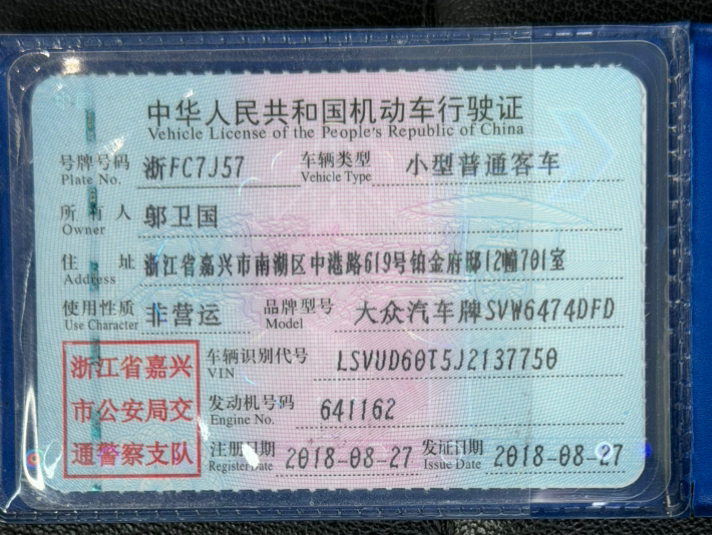 中华人民共和国机动车行驶证
Vehicle License of the People's Republic of China
号牌号码 浙FC7J57 车辆类型 小型普通客车
Plate No. Vehicle Type
所有人 邬卫国
Owner
住址 浙江省嘉兴市南湖区中港路619号铂金府邸12幢701室
Address
使用性质 非营运 品牌型号 大众汽车牌SVW6474DFD
Use Character Model
浙江省嘉兴
市公安局交
通警察支队
车辆识别代号 LSVUD60T5J2137750
VIN
发动机号码 641162
Engine No.
注册日期 2018-08-27 发证日期 2018-08-27
Register Date Issue Date